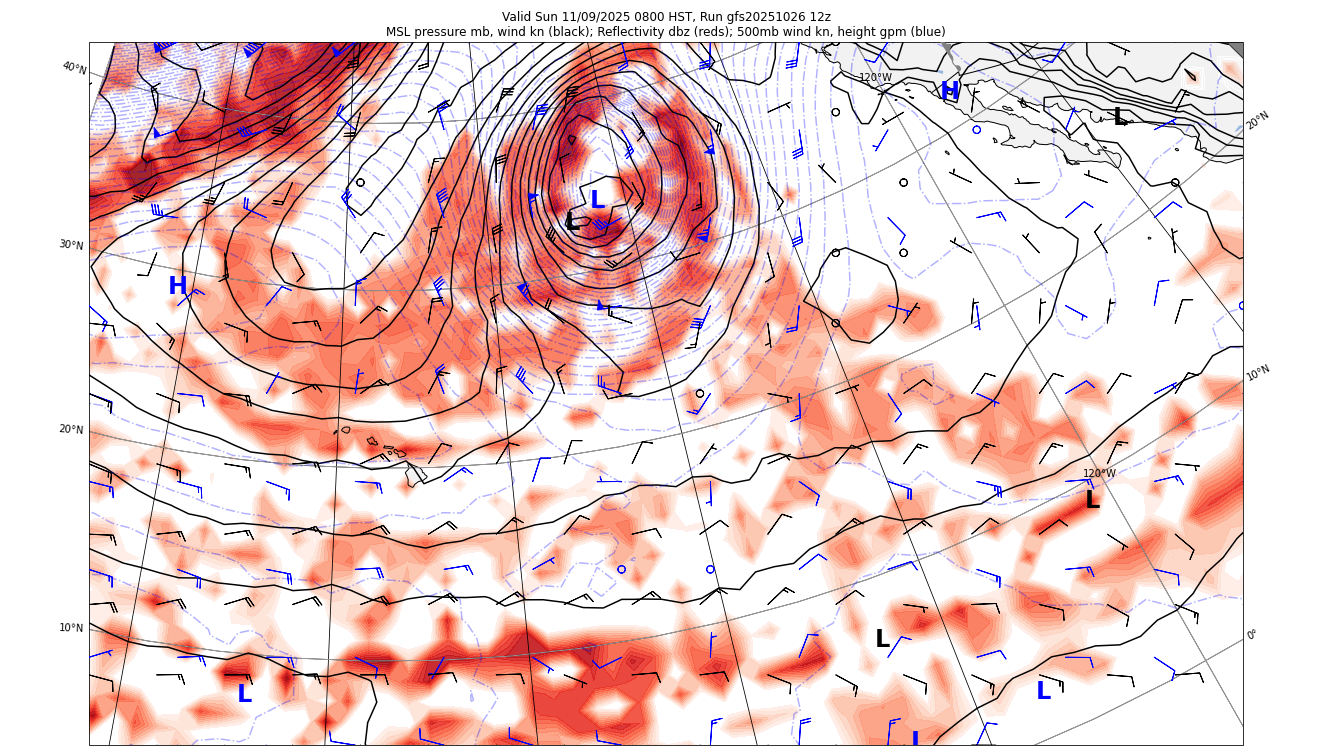 Valid Sun 11/09/2025 0800 HST, Run gfs20251026 12z
MSL pressure mb, wind kn (black); Reflectivity dbz (reds); 500mb wind kn, height gpm (blue)
40°N
120°W
H
L
20°N
L
L
30°N
H
10°N
20°N
120°W
L
10°N
L
0°
L
L
L